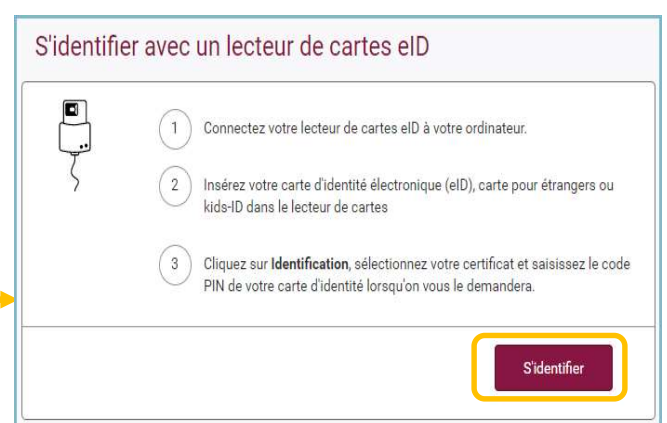 S'identifier avec un lecteur de cartes eID
1 Connectez votre lecteur de cartes eID à votre ordinateur.
2 Insérez votre carte d'identité électronique (eID), carte pour étrangers ou
kids-ID dans le lecteur de cartes
3 Cliquez sur Identification, sélectionnez votre certificat et saisissez le code
PIN de votre carte d'identité lorsqu'on vous le demandera.
S'identifier